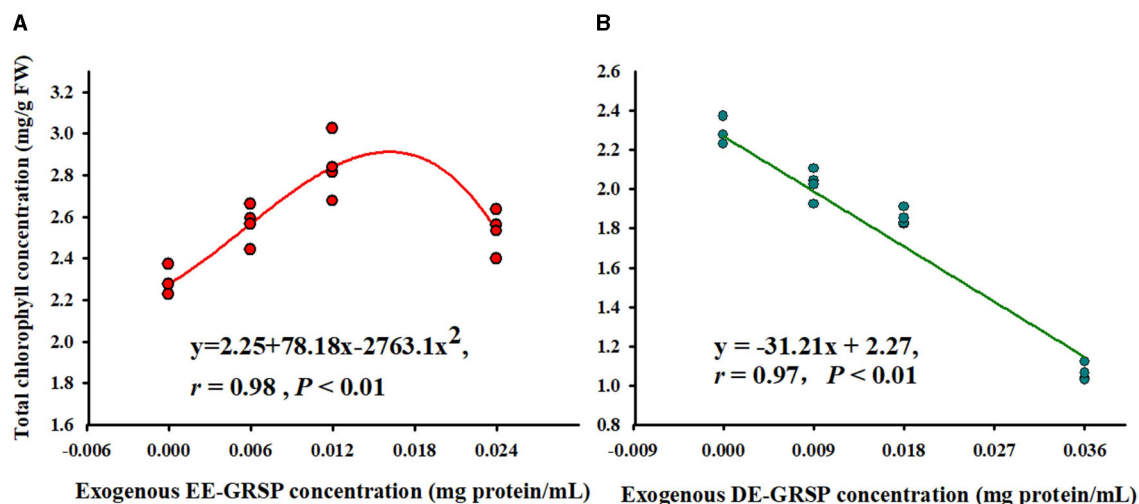 A
B
Total chlorophyll concentration (mg/g FW)
3.2
3.0
2.8
2.6
2.4
2.2
2.0
1.8
1.6
y=2.25+78.18x-2763.1x²,
r = 0.98 , P < 0.01
-0.006 0.000 0.006 0.012 0.018 0.024
Exogenous EE-GRSP concentration (mg protein/mL)
2.6
2.4
2.2
2.0
1.8
1.6
1.4
1.2
1.0
0.8
y = -31.21x + 2.27,
r = 0.97, P < 0.01
-0.009 0.000 0.009 0.018 0.027 0.036
Exogenous DE-GRSP concentration (mg protein/mL)